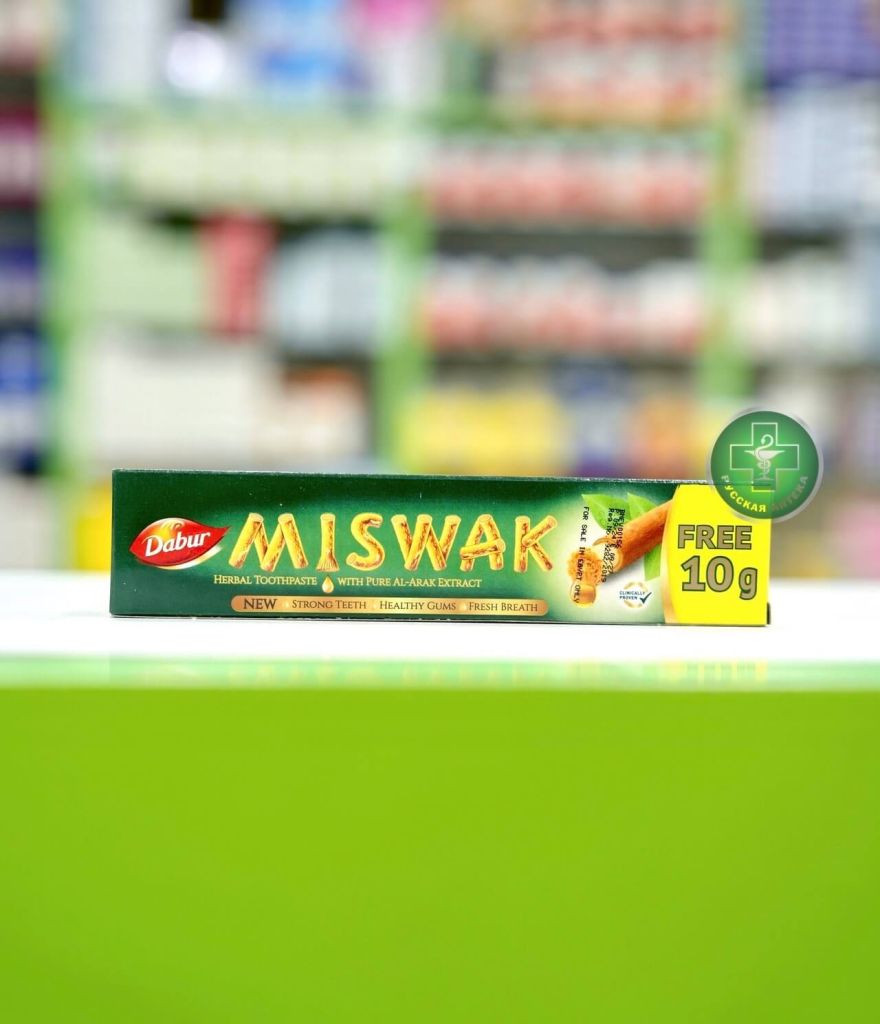 Dabur
MISWAK
HERBAL TOOTHPASTE WITH PURE AL-ARAK EXTRACT
NEW STRONG TEETH HEALTHY GUMS FRESH BREATH
FOR SALE IN EGYPT ONLY
CLINICALLY
PROVEN
FREE
10g
РУССКАЯ АПТЕКА